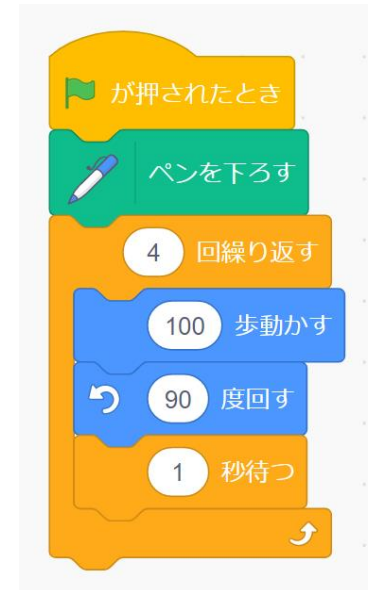 が押されたとき
ペンを下ろす
4 回繰り返す
100 歩動かす
90 度回す
1 秒待つ